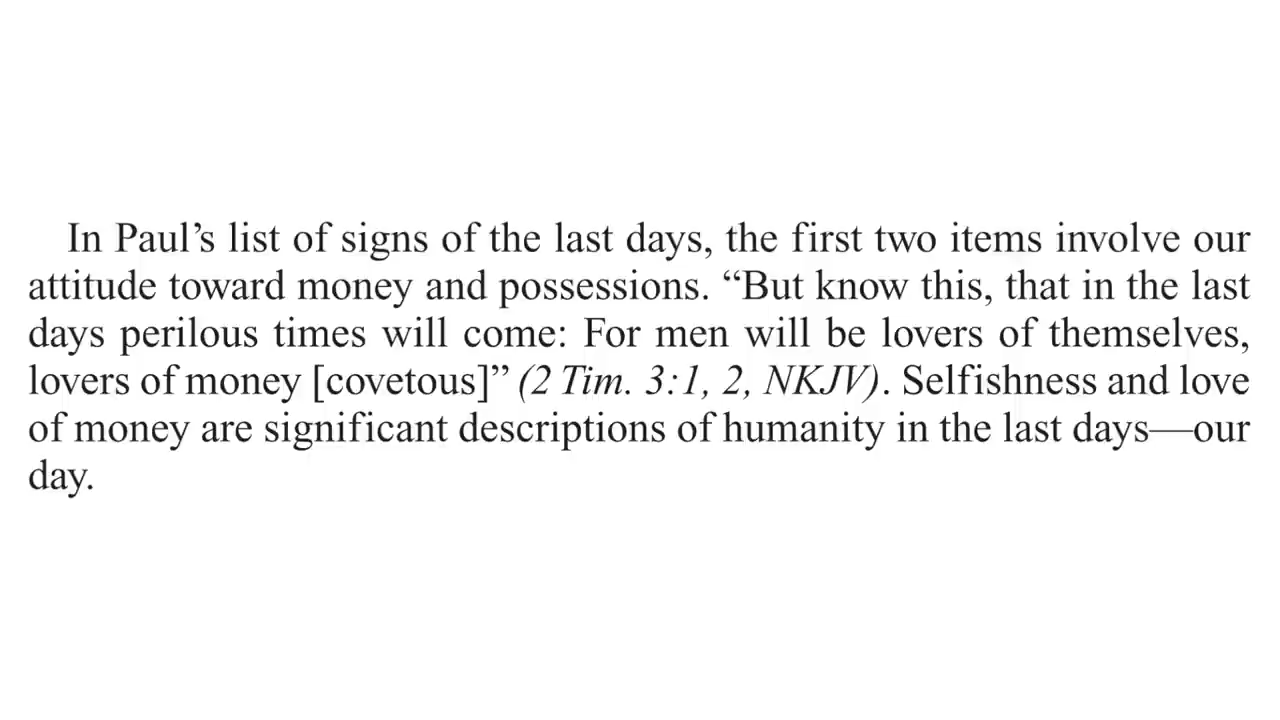 In Paul’s list of signs of the last days, the first two items involve our
attitude toward money and possessions. “But know this, that in the last
days perilous times will come: For men will be lovers of themselves,
lovers of money [covetous]” (2 Tim. 3:1, 2, NKJV). Selfishness and love
of money are significant descriptions of humanity in the last days—our
day.